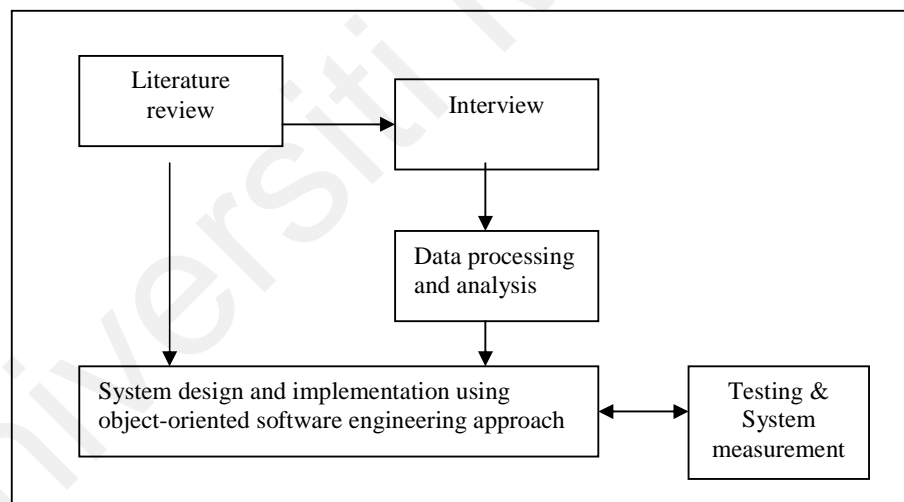 Literature
review
Interview
Data processing
and analysis
System design and implementation using
object-oriented software engineering approach
Testing &
System
measurement